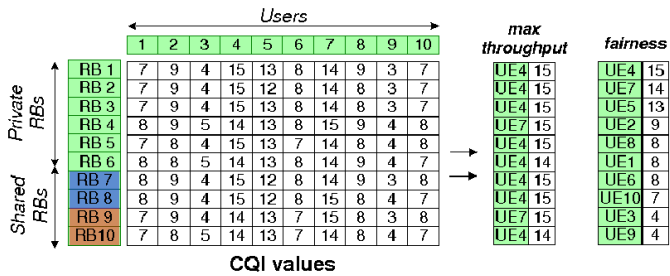 Users
max throughput
fairness
1 2 3 4 5 6 7 8 9 10
Private RBs
Shared RBs
RB 1 7 9 4 15 13 8 14 9 3 7 UE4 15 UE4 15
RB 2 7 9 4 15 12 8 14 8 3 7 UE4 15 UE7 14
RB 3 7 9 4 15 13 8 14 8 3 7 UE4 15 UE5 13
RB 4 8 9 5 14 13 8 15 9 4 8 UE7 15 UE2 9
RB 5 7 8 4 15 13 7 14 8 4 8 UE4 15 UE8 8
RB 6 8 8 5 14 13 8 14 9 4 7 UE4 14 UE1 8
RB 7 8 9 4 15 12 8 14 9 3 8 UE4 15 UE6 8
RB 8 8 9 4 15 12 8 15 8 4 7 UE4 15 UE10 7
RB 9 7 9 4 14 13 7 15 8 3 8 UE7 15 UE3 4
RB10 7 8 5 14 13 8 14 8 4 7 UE4 14 UE9 4
CQI values